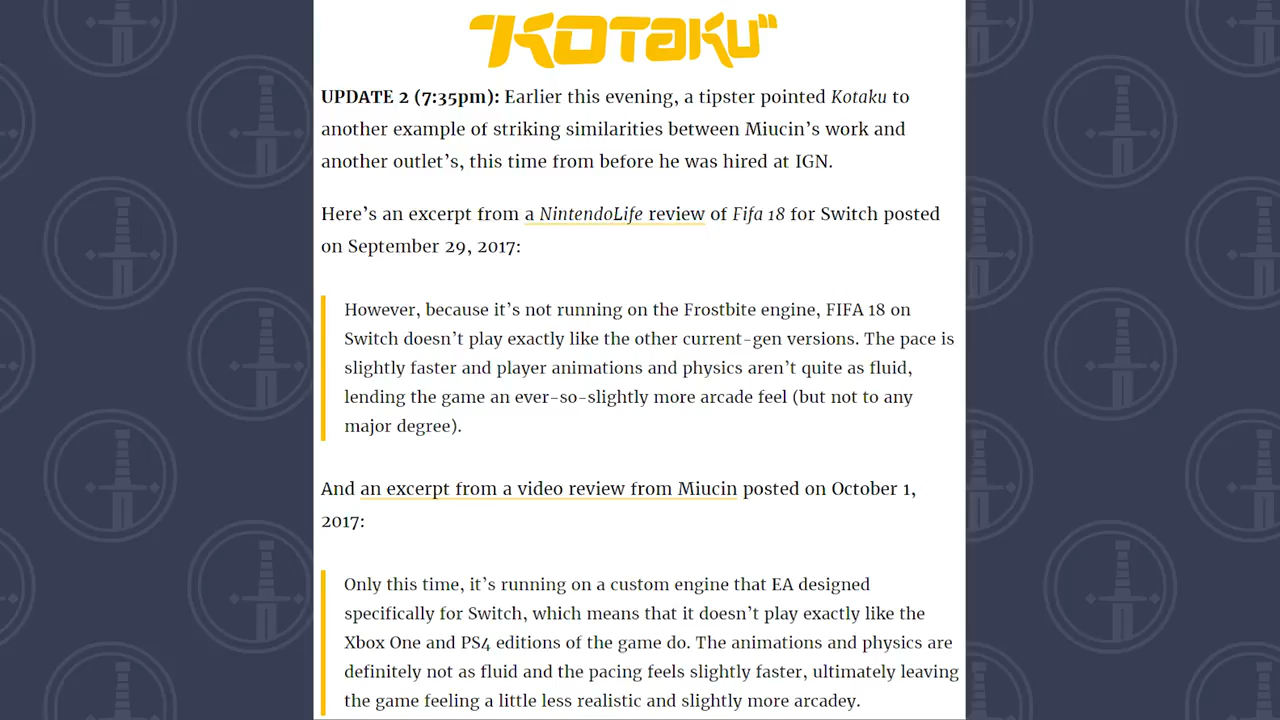 "KOTaKU"
UPDATE 2 (7:35pm): Earlier this evening, a tipster pointed Kotaku to
another example of striking similarities between Miucin's work and
another outlet's, this time from before he was hired at IGN.
Here's an excerpt from a NintendoLife review of Fifa 18 for Switch posted
on September 29, 2017:
However, because it's not running on the Frostbite engine, FIFA 18 on
Switch doesn't play exactly like the other current-gen versions. The pace is
slightly faster and player animations and physics aren't quite as fluid,
lending the game an ever-so-slightly more arcade feel (but not to any
major degree).
And an excerpt from a video review from Miucin posted on October 1,
2017:
Only this time, it's running on a custom engine that EA designed
specifically for Switch, which means that it doesn't play exactly like the
Xbox One and PS4 editions of the game do. The animations and physics are
definitely not as fluid and the pacing feels slightly faster, ultimately leaving
the game feeling a little less realistic and slightly more arcadey.